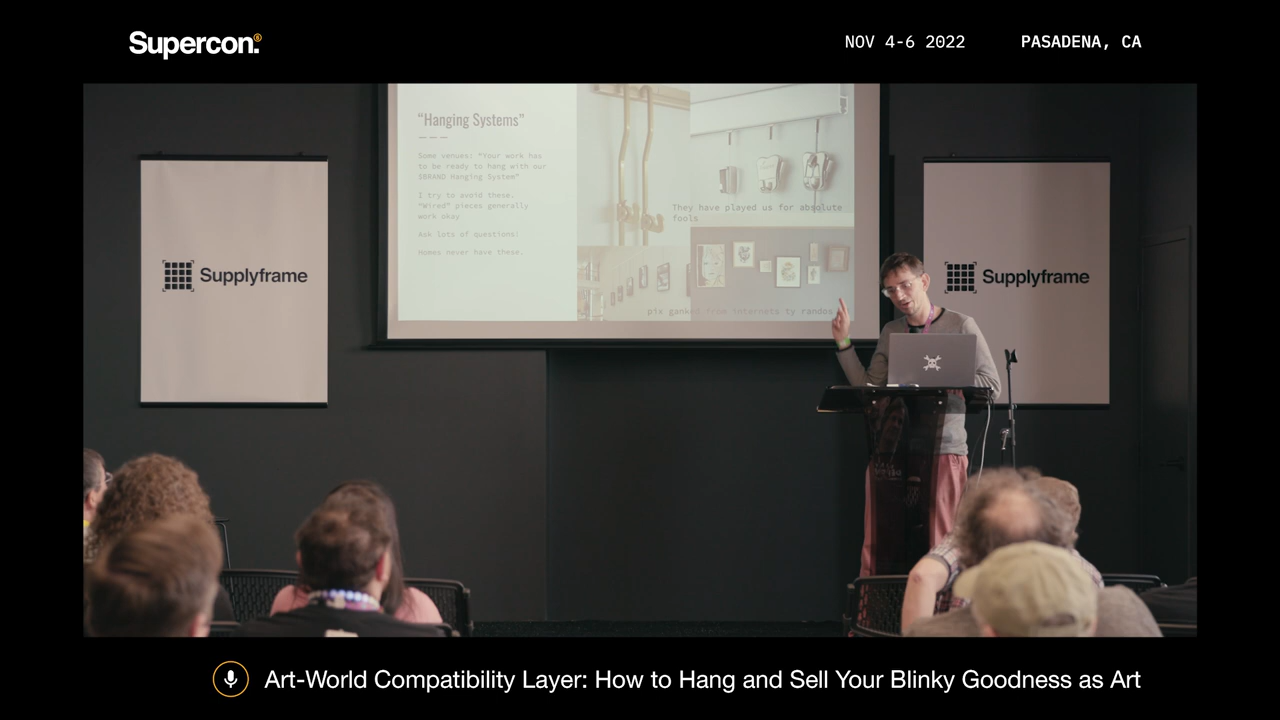 Supercon.6
NOV 4-6 2022 PASADENA, CA
"Hanging Systems"
Some venues: "Your work has
to be ready to hang with our
$BRAND Hanging System"
I try to avoid these.
"Wired" pieces generally
work okay
Ask lots of questions!
Homes never have these.
They have played us for absolute
fools
pix ganked from internets ty randos
Supplyframe
Supplyframe
Art-World Compatibility Layer: How to Hang and Sell Your Blinky Goodness as Art